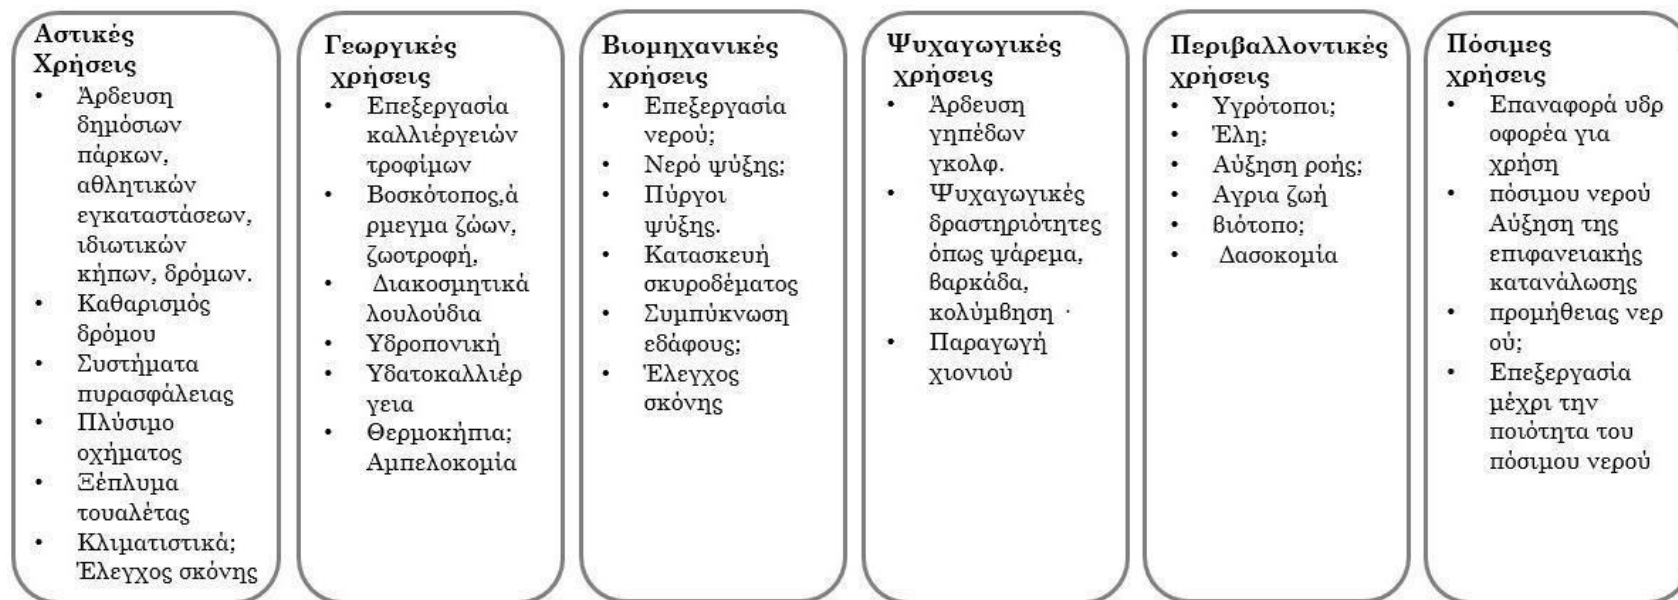 Αστικές
Χρήσεις
• Άρδευση
δημόσιων
πάρκων,
αθλητικών
εγκαταστάσεων,
ιδιωτικών
κήπων, δρόμων.
• Καθαρισμός
δρόμου
• Συστήματα
πυρασφάλειας
• Πλύσιμο
οχήματος
• Ξέπλυμα
τουαλέτας
• Κλιματιστικά;
Έλεγχος σκόνης
Γεωργικές
χρήσεις
• Επεξεργασία
καλλιέργειών
τροφίμων
• Βοσκότοπος,ά
ρμεγμα ζώων,
ζωοτροφή,
• Διακοσμητικά
λουλούδια
• Υδροπονική
• Υδατοκαλλιέρ
γεια
• Θερμοκήπια;
Αμπελοκομία
Βιομηχανικές
χρήσεις
• Επεξεργασία
νερού;
• Νερό ψύξης;
• Πύργοι
ψύξης.
• Κατασκευή
σκυροδέματος
• Συμπύκνωση
εδάφους;
• Έλεγχος
σκόνης
Ψυχαγωγικές
χρήσεις
• Άρδευση
γηπέδων
γκολφ.
• Ψυχαγωγικές
δραστηριότητες
όπως ψάρεμα,
βαρκάδα,
κολύμβηση ·
• Παραγωγή
χιονιού
Περιβαλλοντικές
χρήσεις
• Υγρότοποι;
• Έλη;
• Αύξηση ροής;
• Αγρια ζωή
• βιότοπο;
• Δασοκομία
Πόσιμες
χρήσεις
• Επαναφορά υδρ
οφορέα για
χρήση
• πόσιμου νερού
Αύξηση της
επιφανειακής
κατανάλωσης
• προμήθειας νερ
ού;
• Επεξεργασία
μέχρι την
ποιότητα του
πόσιμου νερού